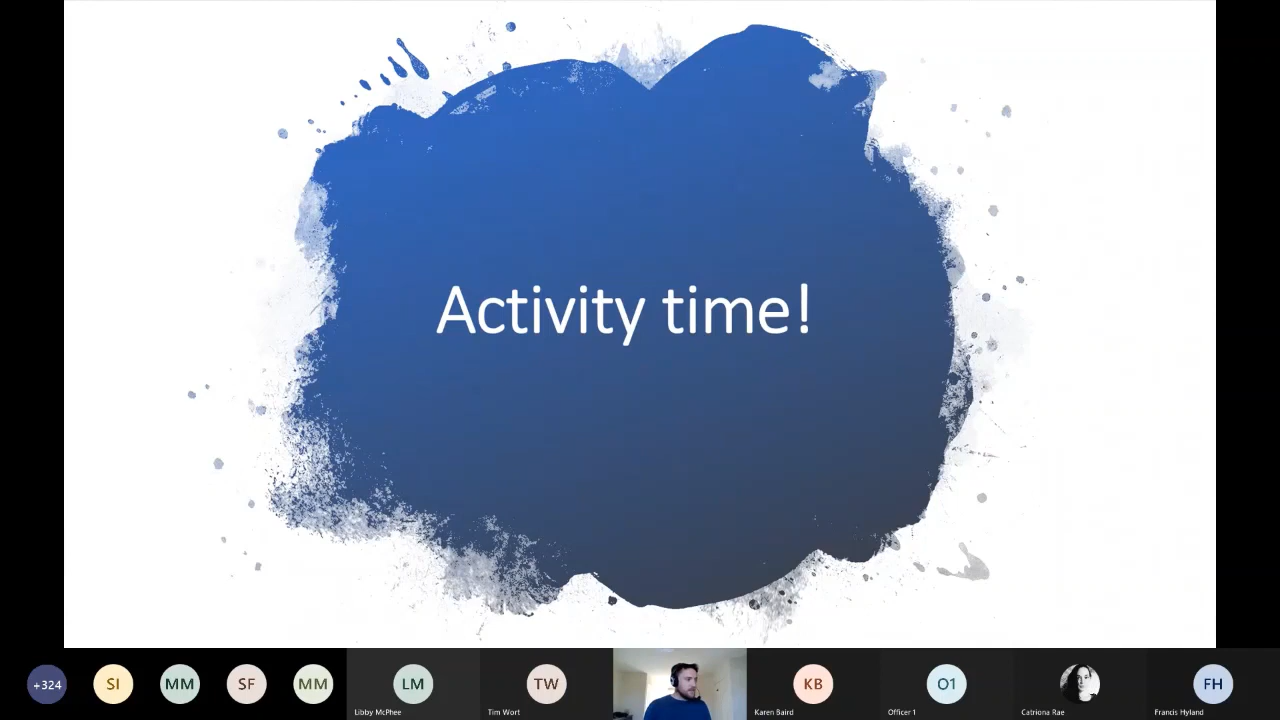 Activity time!
+324
SI
MM
SF
MM
LM
Libby McPhee
TW
Tim Wort
KB
Karen Baird
O1
Officer 1
Catriona Rae
FH
Francis Hyland